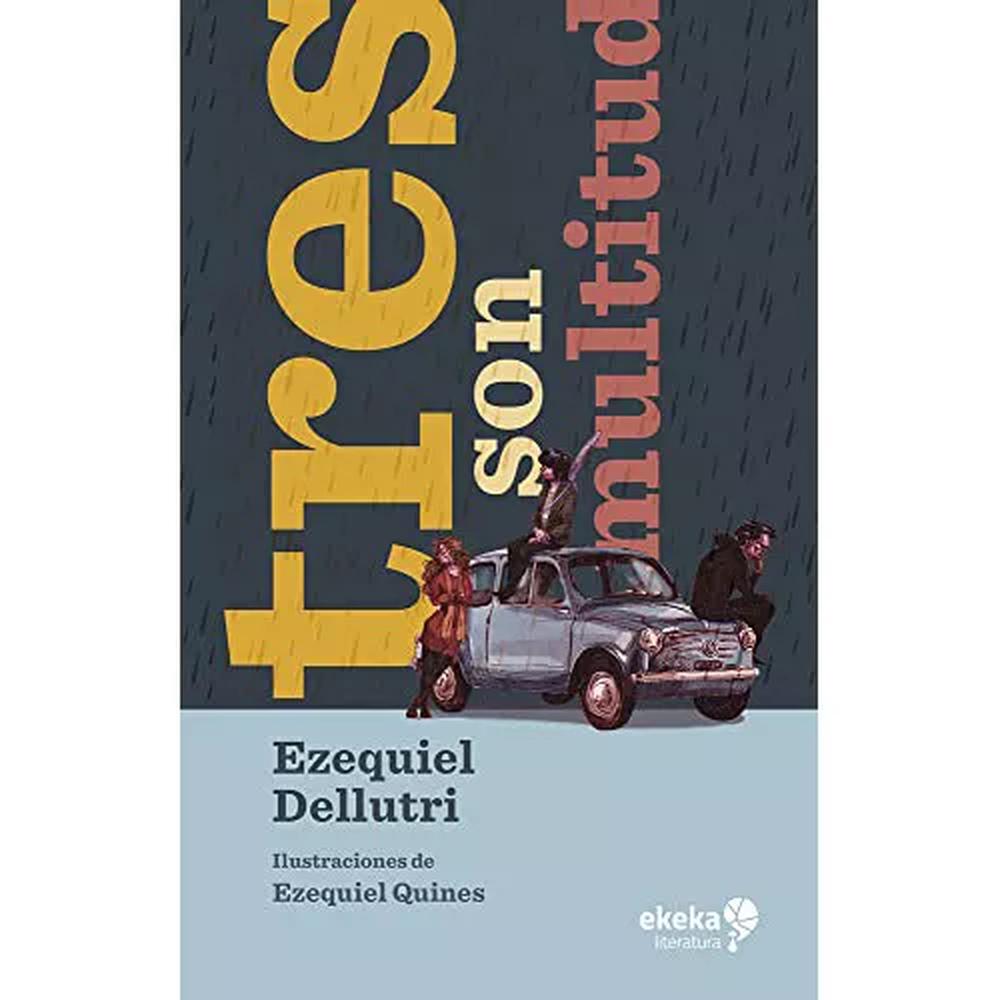 tres
son
multitud
Ezequiel
Dellutri
Ilustraciones de
Ezequiel Quines
ekeka
literatura